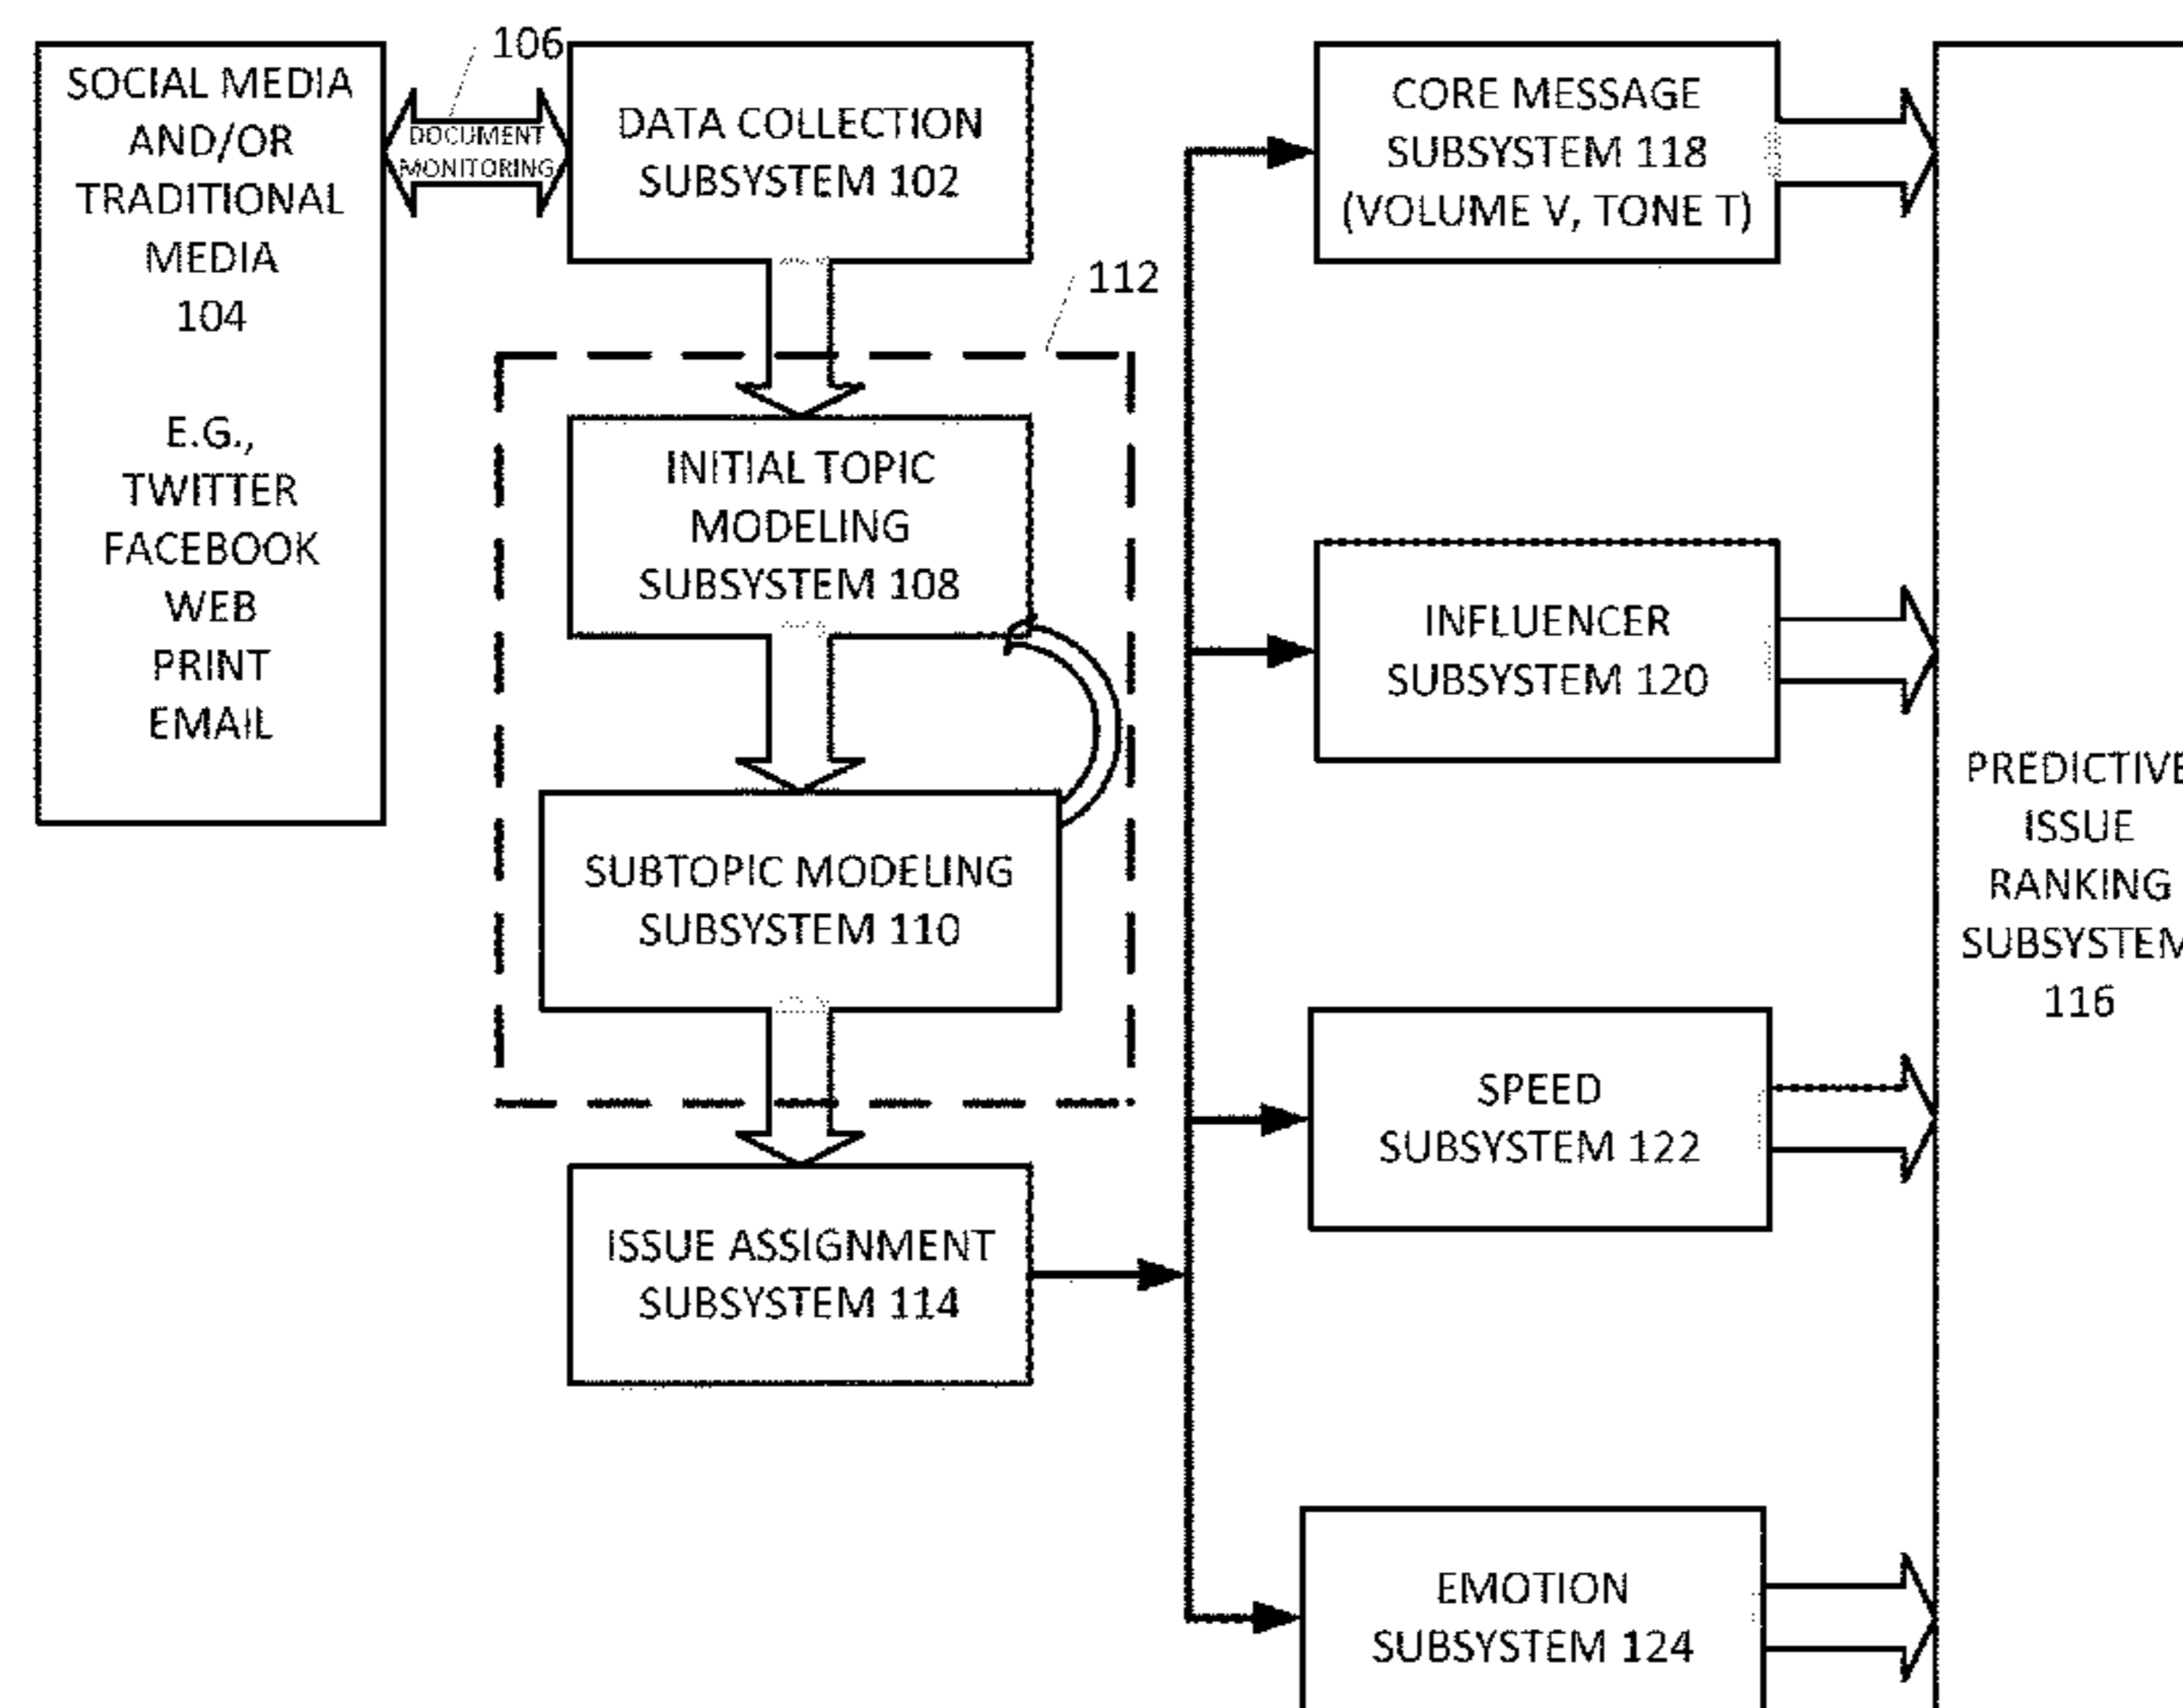 SOCIAL MEDIA
AND/OR
TRADITIONAL
MEDIA
104
E.G.,
TWITTER
FACEBOOK
WEB
PRINT
EMAIL
106
DOCUMENT
MONITORING
DATA COLLECTION
SUBSYSTEM 102
112
INITIAL TOPIC
MODELING
SUBSYSTEM 108
SUBTOPIC MODELING
SUBSYSTEM 110
ISSUE ASSIGNMENT
SUBSYSTEM 114
CORE MESSAGE
SUBSYSTEM 118
(VOLUME V, TONE T)
INFLUENCER
SUBSYSTEM 120
SPEED
SUBSYSTEM 122
EMOTION
SUBSYSTEM 124
PREDICTIVE
ISSUE
RANKING
SUBSYSTEM
116